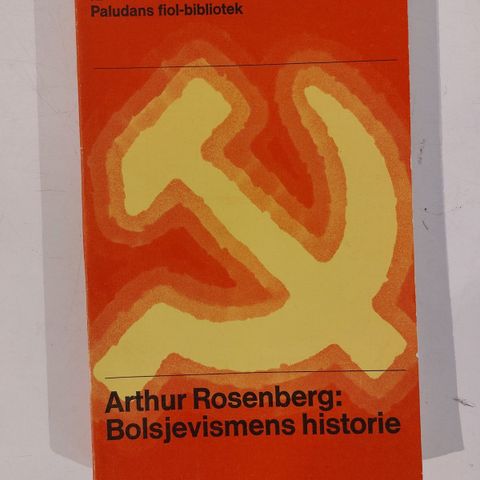 Paludans fiol-bibliotek
Arthur Rosenberg:
Bolsjevismens historie